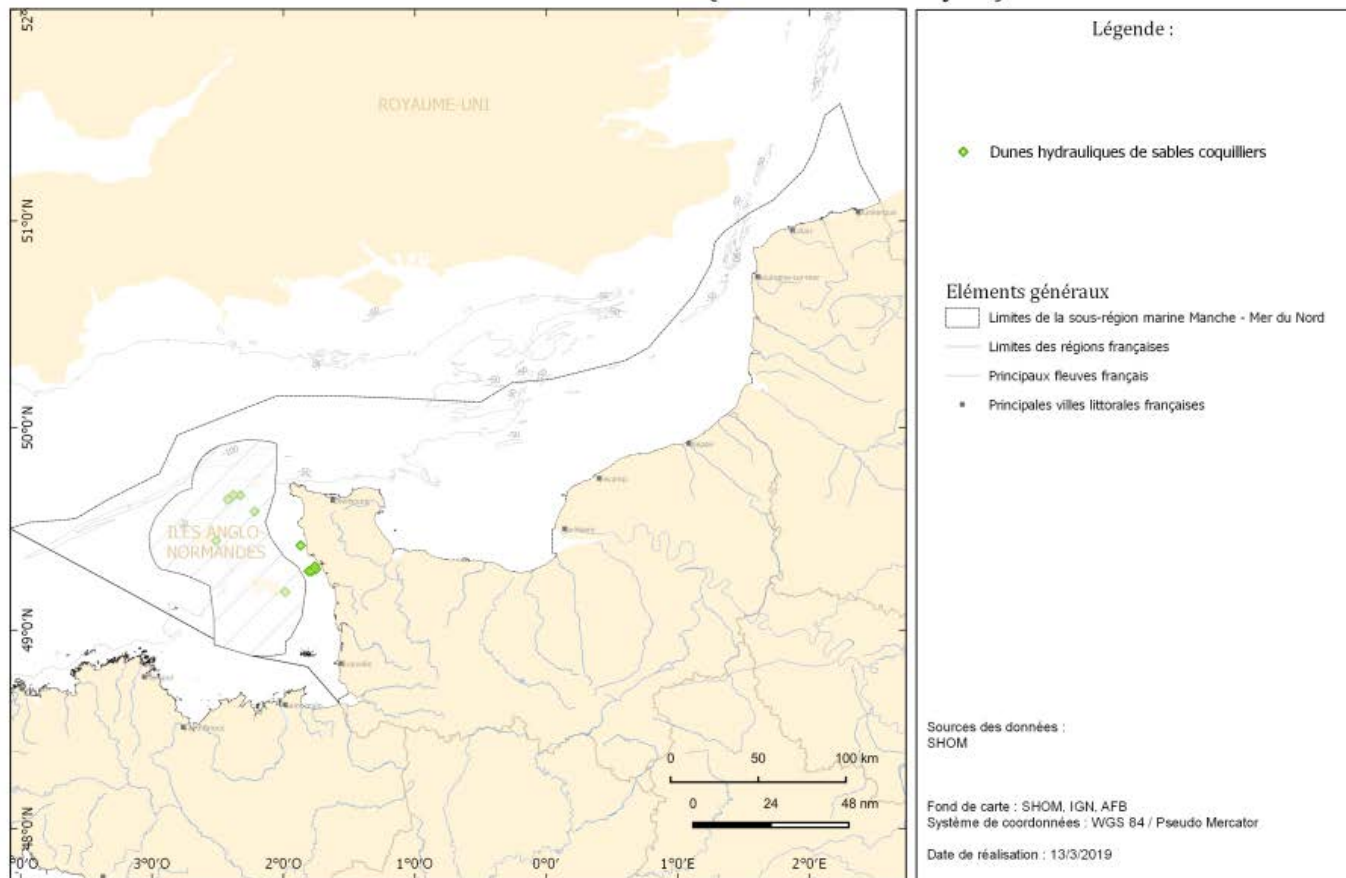 52°
51°0'N
50°0'N
49°0'N
48°0'N
3°0'O
2°0'O
1°0'O
0°0'
1°0'E
2°0'E
ROYAUME-UNI
ILES ANGLO-
NORMANDES
-100
-50
0 50 100 km
0 24 48 nm
Légende :
Dunes hydrauliques de sables coquilliers
Eléments généraux
Limites de la sous-région marine Manche - Mer du Nord
Limites des régions françaises
Principaux fleuves français
Principales villes littorales françaises
Sources des données :
SHOM
Fond de carte : SHOM, IGN, AFB
Système de coordonnées : WGS 84 / Pseudo Mercator
Date de réalisation : 13/3/2019